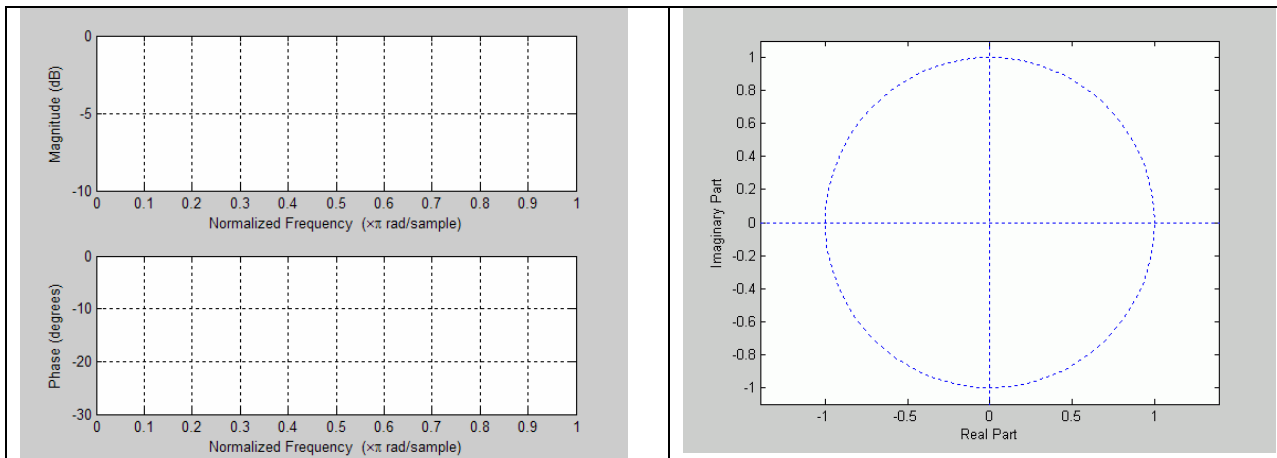 0
-5
-10
Magnitude (dB)
0 0.1 0.2 0.3 0.4 0.5 0.6 0.7 0.8 0.9 1
Normalized Frequency (×π rad/sample)
0
-10
-20
-30
Phase (degrees)
0 0.1 0.2 0.3 0.4 0.5 0.6 0.7 0.8 0.9 1
Normalized Frequency (×π rad/sample)
1
0.8
0.6
0.4
0.2
0
-0.2
-0.4
-0.6
-0.8
-1
Imaginary Part
-1 -0.5 0 0.5 1
Real Part